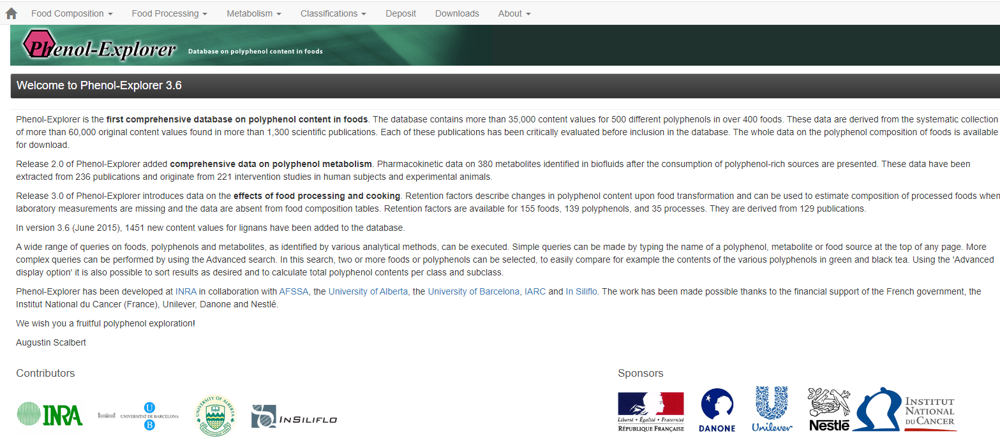 Food Composition Food Processing Metabolism Classifications Deposit Downloads About
Phenol-Explorer Database on polyphenol content in foods
Welcome to Phenol-Explorer 3.6
Phenol-Explorer is the first comprehensive database on polyphenol content in foods. The database contains more than 35,000 content values for 500 different polyphenols in over 400 foods. These data are derived from the systematic collection
of more than 60,000 original content values found in more than 1,300 scientific publications. Each of these publications has been critically evaluated before inclusion in the database. The whole data on the polyphenol composition of foods is available
for download.
Release 2.0 of Phenol-Explorer added comprehensive data on polyphenol metabolism. Pharmacokinetic data on 380 metabolites identified in biofluids after the consumption of polyphenol-rich sources are presented. These data have been
extracted from 236 publications and originate from 221 intervention studies in human subjects and experimental animals.
Release 3.0 of Phenol-Explorer introduces data on the effects of food processing and cooking. Retention factors describe changes in polyphenol content upon food transformation and can be used to estimate composition of processed foods when
laboratory measurements are missing and the data are absent from food composition tables. Retention factors are available for 155 foods, 139 polyphenols, and 35 processes. They are derived from 129 publications.
In version 3.6 (June 2015), 1451 new content values for lignans have been added to the database.
A wide range of queries on foods, polyphenols and metabolites, as identified by various analytical methods, can be executed. Simple queries can be made by typing the name of a polyphenol, metabolite or food source at the top of any page. More
complex queries can be performed by using the Advanced search. In this search, two or more foods or polyphenols can be selected, to easily compare for example the contents of the various polyphenols in green and black tea. Using the 'Advanced
display option' it is also possible to sort results as desired and to calculate total polyphenol contents per class and subclass.
Phenol-Explorer has been developed at INRA in collaboration with AFSSA, the University of Alberta, the University of Barcelona, IARC and In Siliflo. The work has been made possible thanks to the financial support of the French government, the
Institut National du Cancer (France), Unilever, Danone and Nestlé.
We wish you a fruitful polyphenol exploration!
Augustin Scalbert
Contributors
Sponsors
INRA
U
UNIVERSITAT DE BARCELONA
B
UNIVERSITY OF ALBERTA
QUAECUMQUE VERA
INSILIFLO
Liberté • Égalité • Fraternité
RÉPUBLIQUE FRANÇAISE
DANONE
Unilever
Nestlé
INSTITUT
NATIONAL
DU CANCER